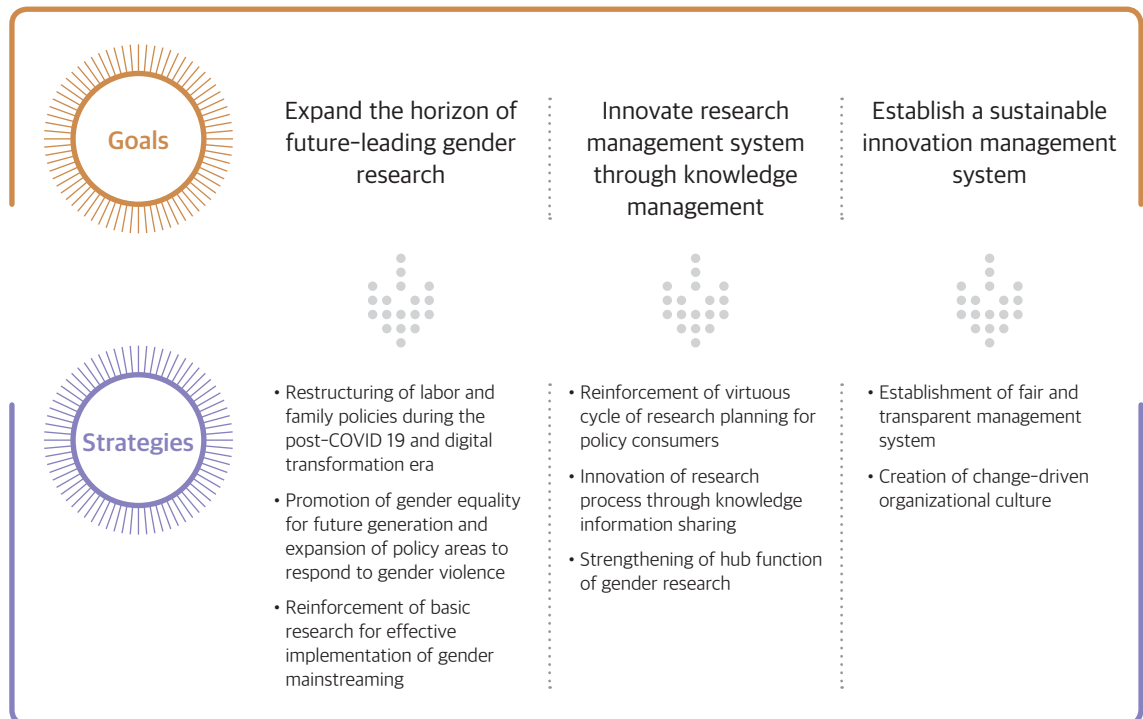 Goals
Expand the horizon of
future-leading gender
research
Innovate research
management system
through knowledge
management
Establish a sustainable
innovation management
system
Strategies
• Restructuring of labor and
family policies during the
post-COVID 19 and digital
transformation era
• Promotion of gender equality
for future generation and
expansion of policy areas to
respond to gender violence
• Reinforcement of basic
research for effective
implementation of gender
mainstreaming
• Reinforcement of virtuous
cycle of research planning for
policy consumers
• Innovation of research
process through knowledge
information sharing
• Strengthening of hub function
of gender research
• Establishment of fair and
transparent management
system
• Creation of change-driven
organizational culture